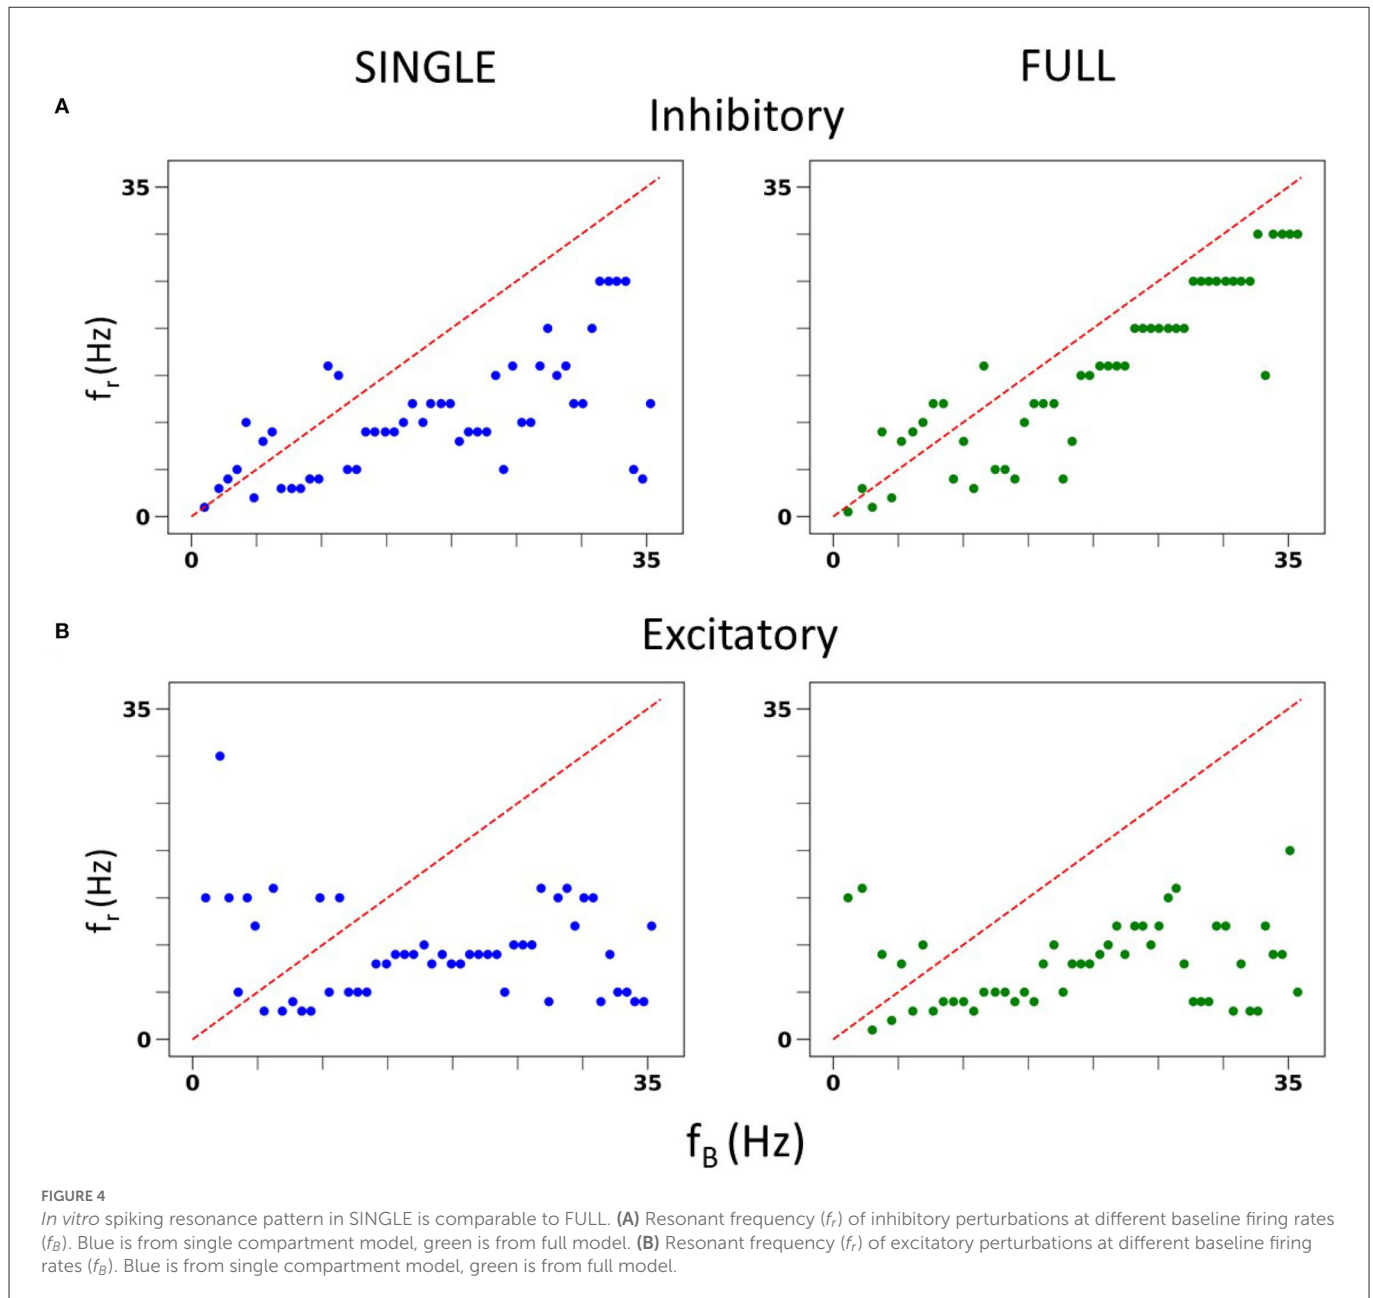 SINGLE FULL
A
Inhibitory
35 35
f_r (Hz)
0 0
0 35 0 35
B
Excitatory
35 35
f_r (Hz)
0 0
0 35 0 35
f_B (Hz)
FIGURE 4
In vitro spiking resonance pattern in SINGLE is comparable to FULL. (A) Resonant frequency (f_r) of inhibitory perturbations at different baseline firing rates
(f_B). Blue is from single compartment model, green is from full model. (B) Resonant frequency (f_r) of excitatory perturbations at different baseline firing
rates (f_B). Blue is from single compartment model, green is from full model.